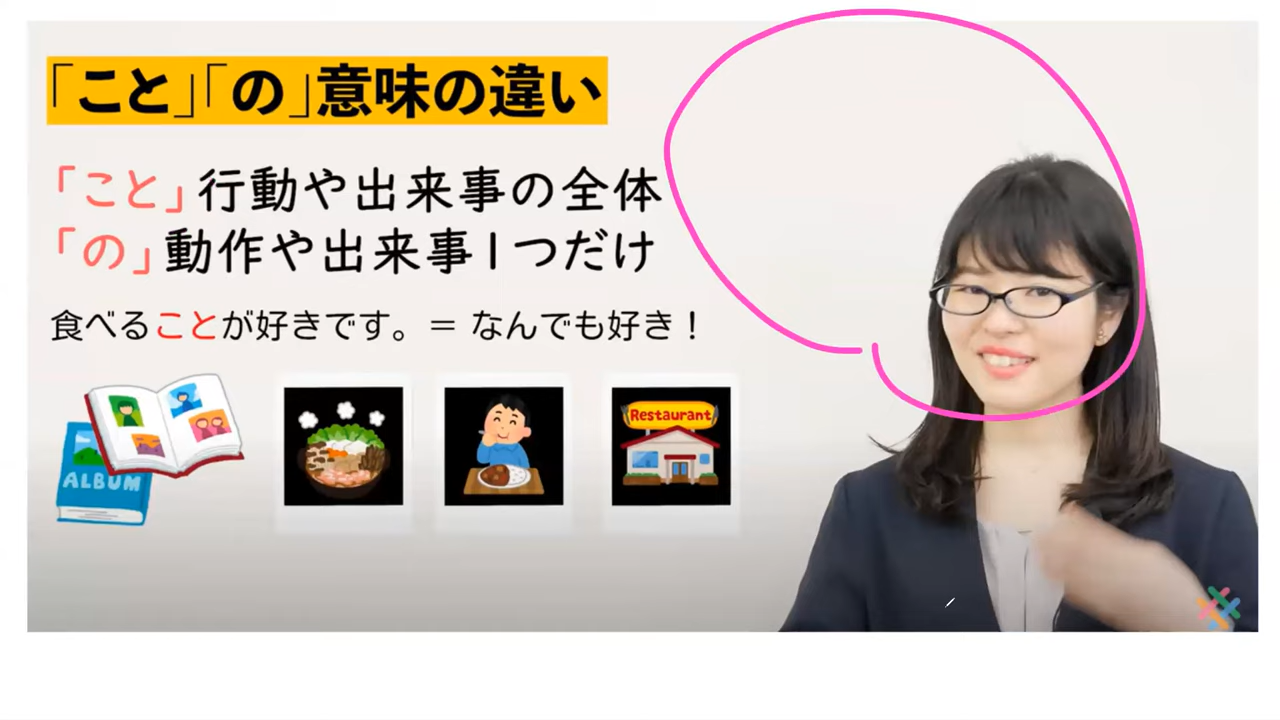 「こと」「の」意味の違い
「こと」行動や出来事の全体
「の」動作や出来事1つだけ
食べることが好きです。＝ なんでも好き！
ALBUM
Restaurant